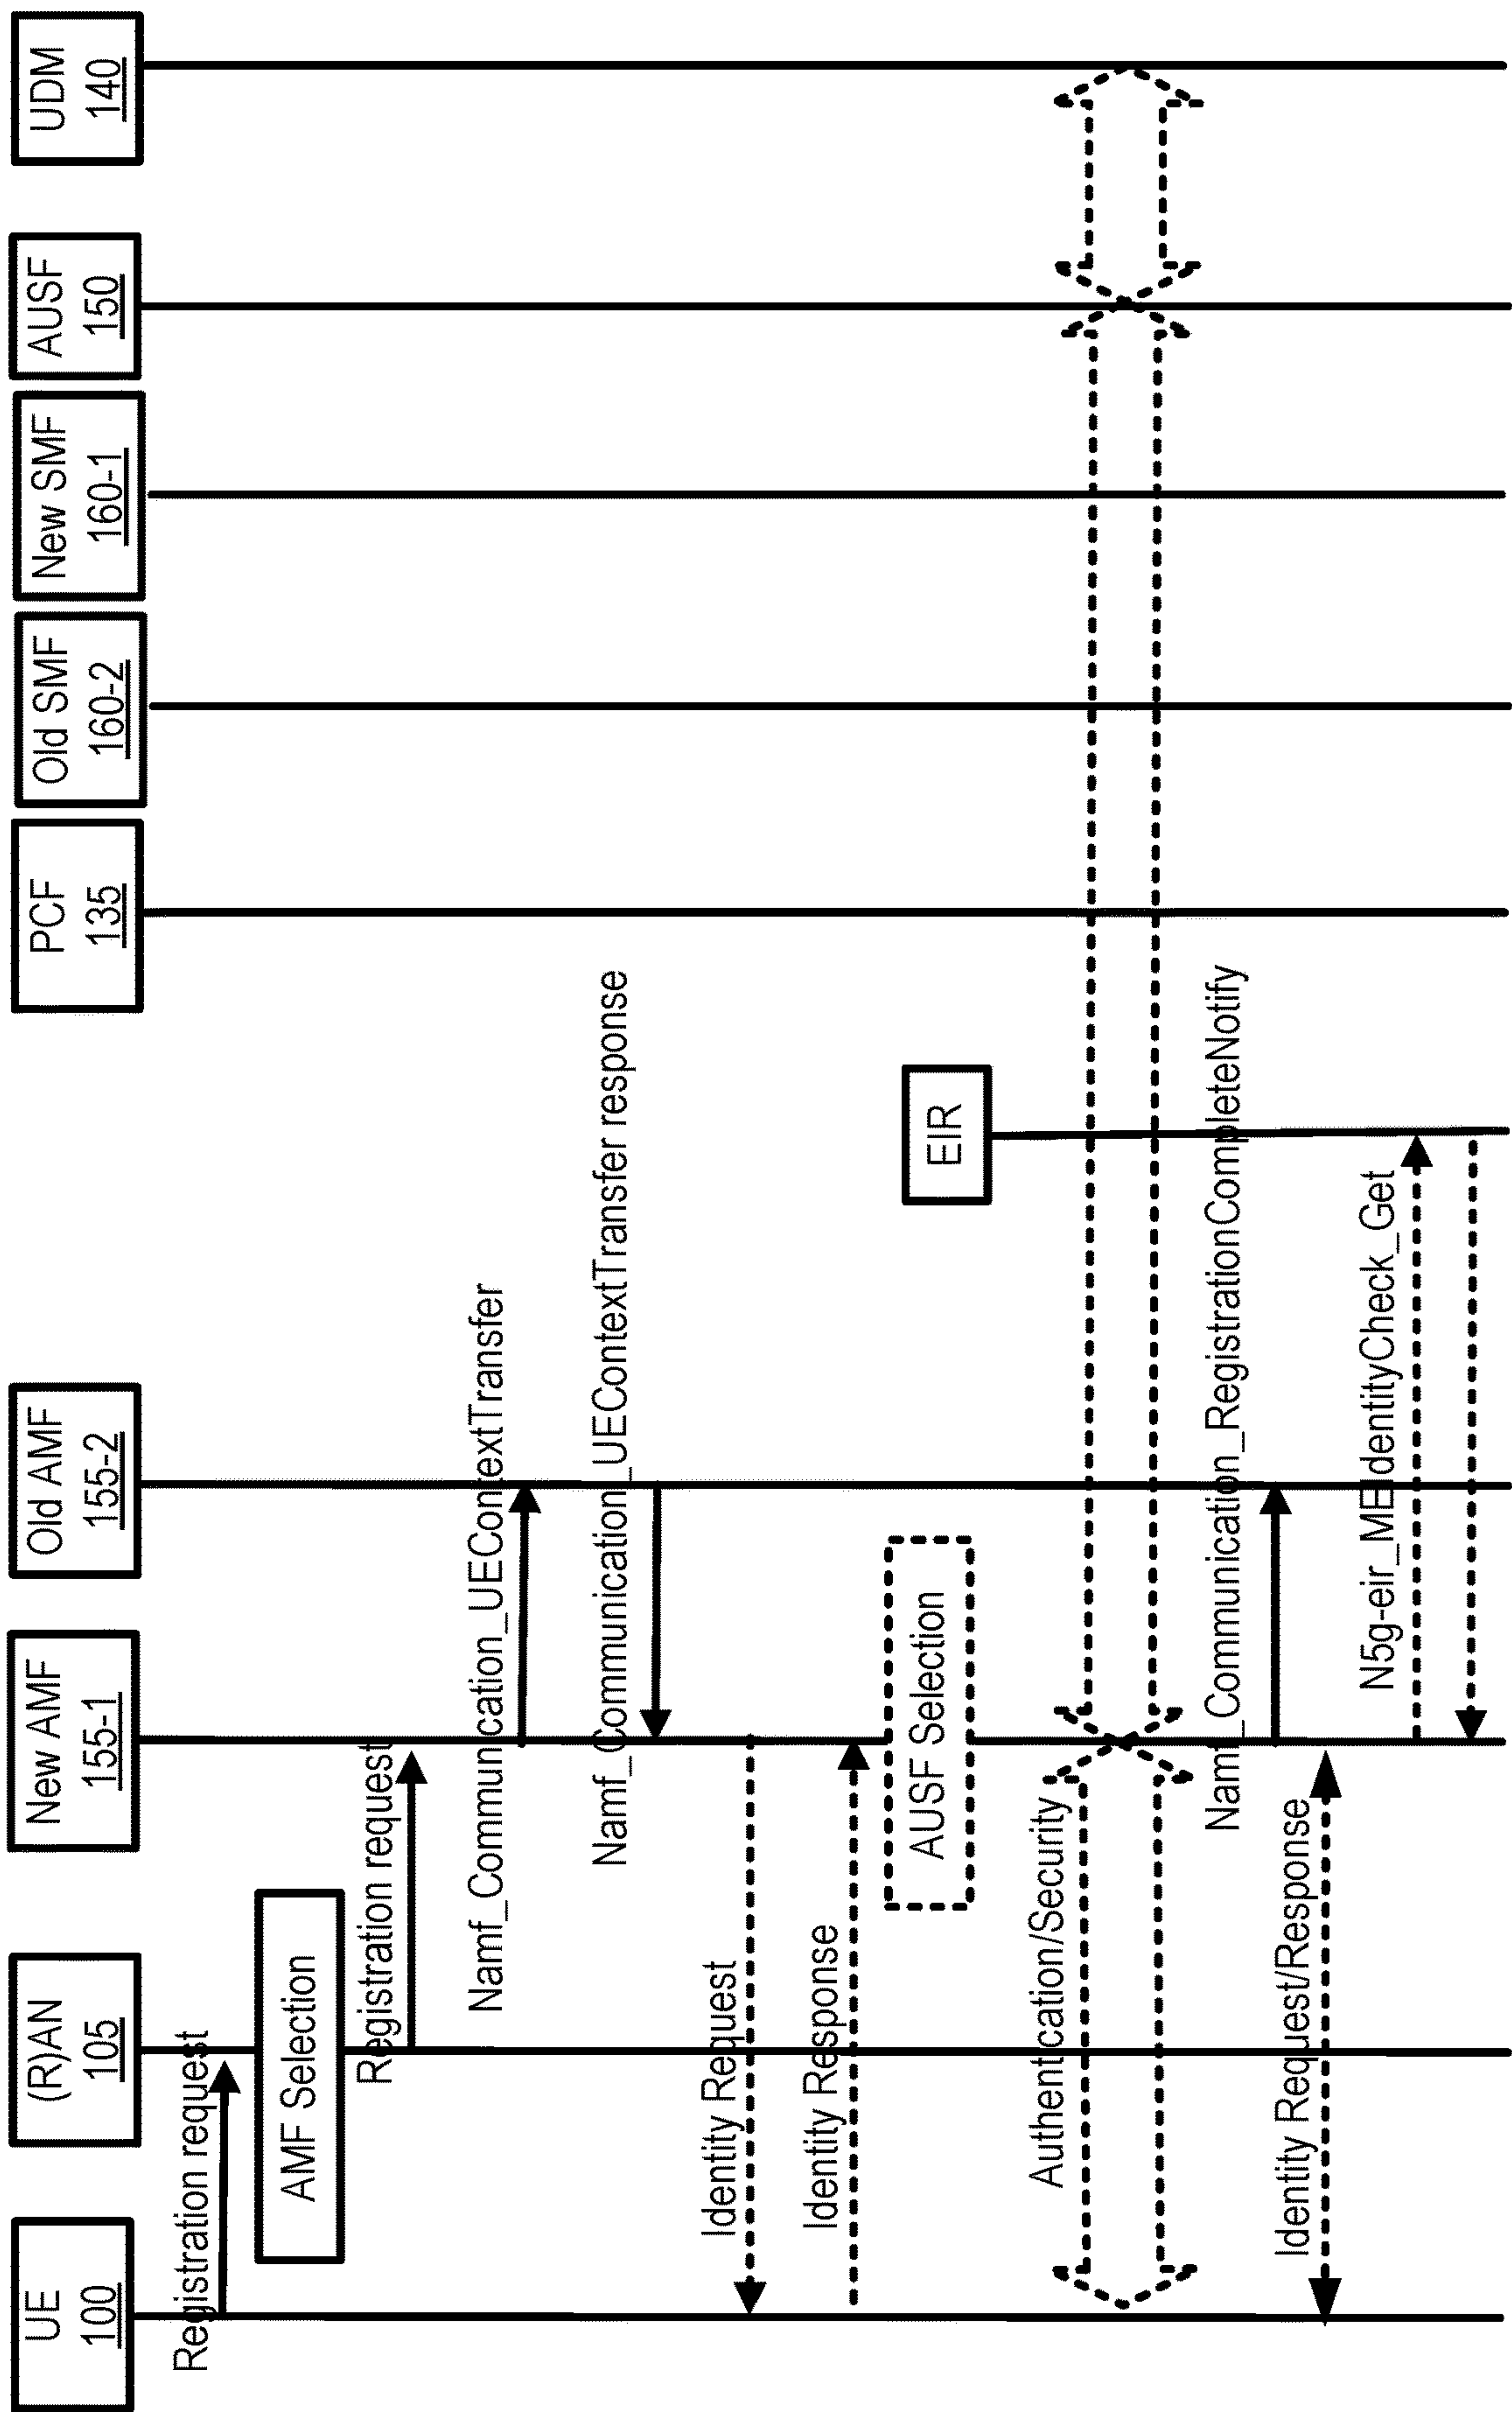 UE
100
(R)AN
105
New AMF
155-1
Old AMF
155-2
PCF
135
Old SMF
160-2
New SMF
160-1
AUSF
150
UDM
140
Registration request
AMF Selection
Registration request
Namf_Communication_UEContextTransfer
Namf_Communication_UEContextTransfer response
Identity Request
Identity Response
AUSF Selection
EIR
Authentication/Security
Namf_Communication_RegistrationCompleteNotify
Identity Request/Response
N5g-eir_MEIdentityCheck_Get